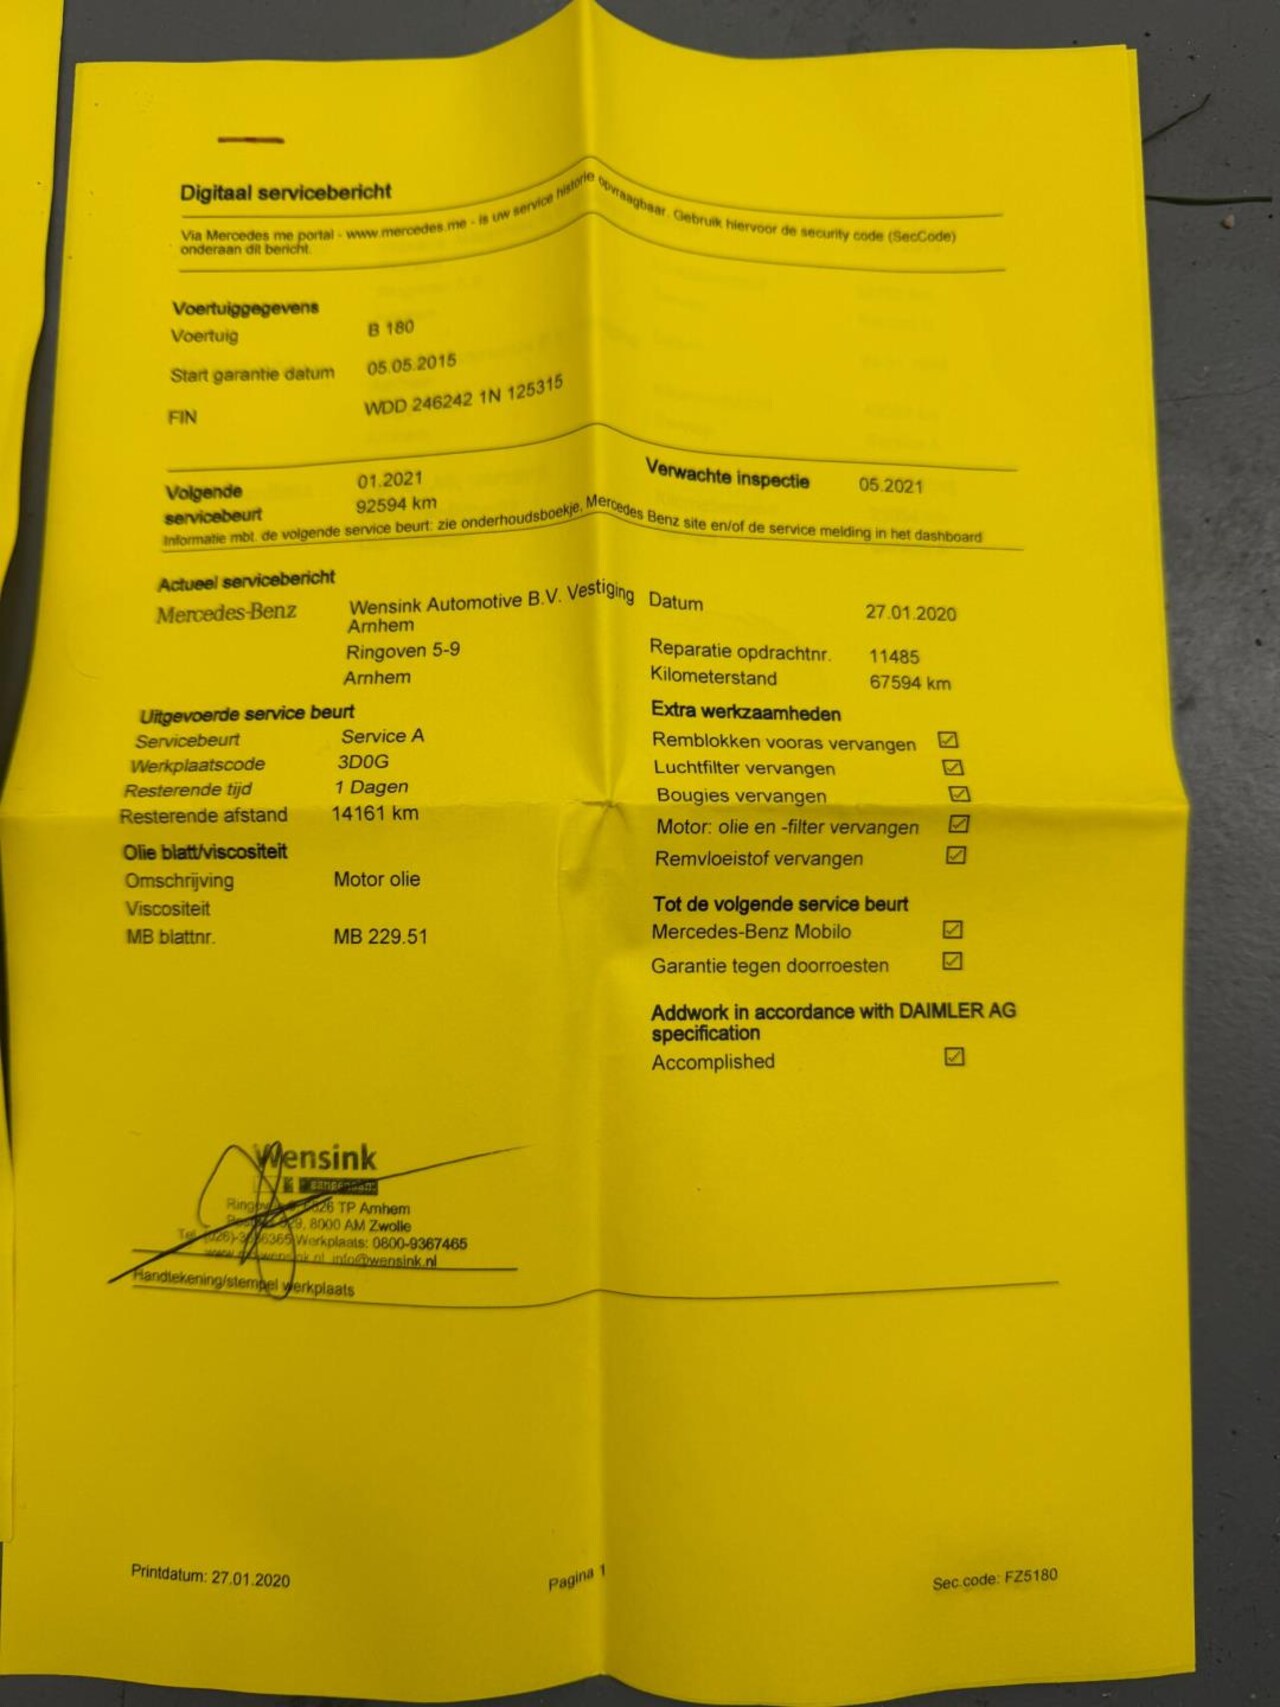 Digitaal servicebericht
Via Mercedes me portal - www.mercedes.me - is uw service historie opvraagbaar. Gebruik hiervoor de security code (SecCode)
onderaan dit bericht.
Voertuiggegevens
Voertuig B 180
Start garantie datum 05.05.2015
FIN WDD 246242 1N 125315
Volgende servicebeurt 01.2021
92594 km
Verwachte inspectie 05.2021
Informatie mbt. de volgende service beurt: zie onderhoudsboekje, Mercedes Benz site en/of de service melding in het dashboard
Actueel servicebericht
Mercedes-Benz Wensink Automotive B.V. Vestiging
Arnhem
Ringoven 5-9
Arnhem
Datum 27.01.2020
Reparatie opdrachtnr. 11485
Kilometerstand 67594 km
Uitgevoerde service beurt
Servicebeurt Service A
Werkplaatscode 3D0G
Resterende tijd 1 Dagen
Resterende afstand 14161 km
Olie blatt/viscositeit
Omschrijving Motor olie
Viscositeit
MB blattnr. MB 229.51
Extra werkzaamheden
Remblokken vooras vervangen
Luchtfilter vervangen
Bougies vervangen
Motor: olie en -filter vervangen
Remvloeistof vervangen
Tot de volgende service beurt
Mercedes-Benz Mobilo
Garantie tegen doorroesten
Addwork in accordance with DAIMLER AG
specification
Accomplished
Wensink
TP Arnhem
8000 AM Zwolle
Tel. Werkplaats: 0800-9367465
info@wensink.nl
Handtekening/stempel werkplaats
Printdatum: 27.01.2020
Pagina 1
Sec.code: FZ5180